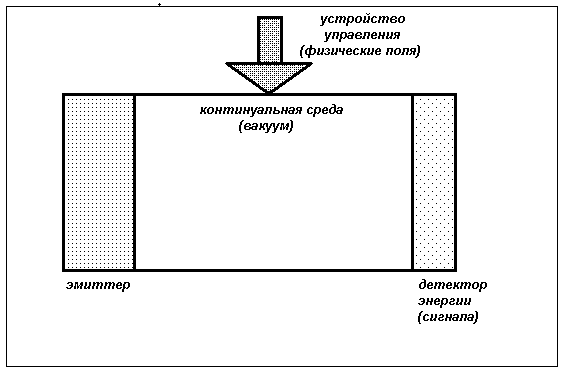 устройство
управления
(физические поля)
континуальная среда
(вакуум)
эмиттер
детектор
энергии
(сигнала)